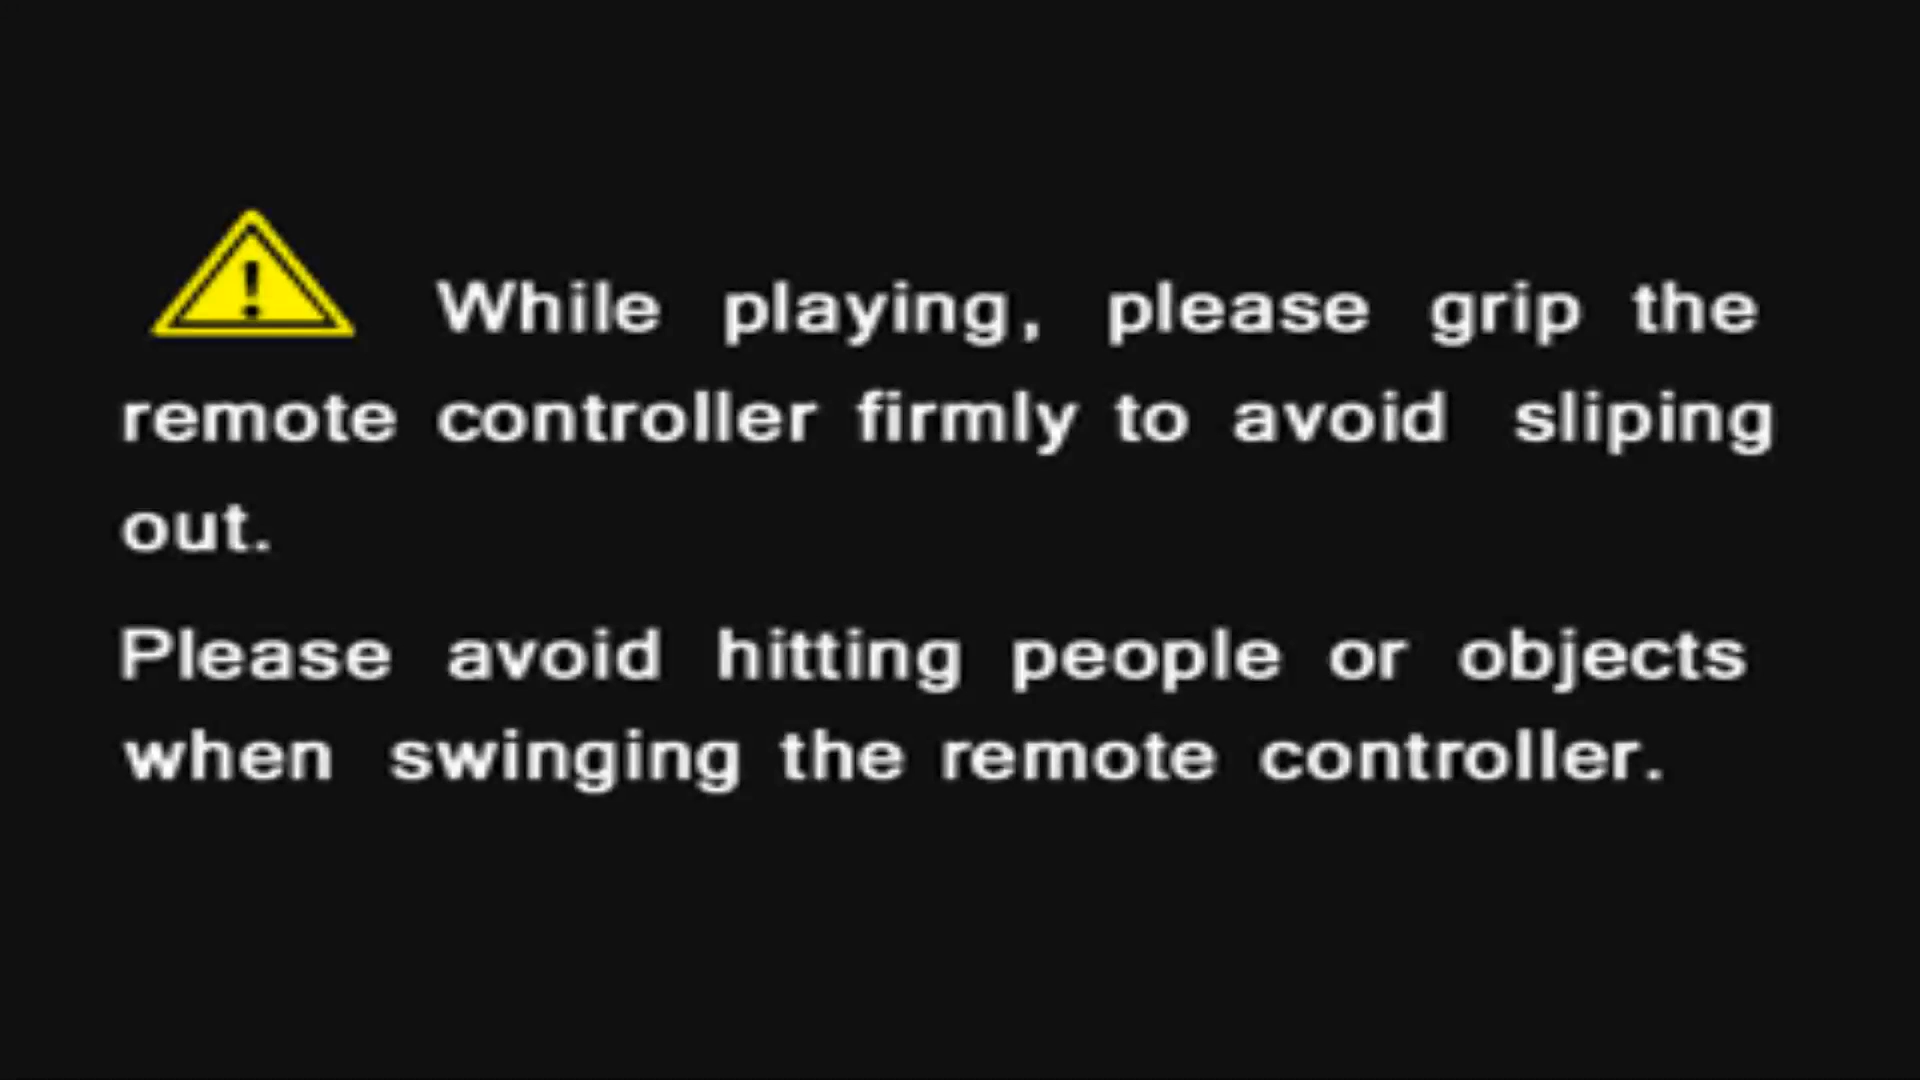 While playing, please grip the
remote controller firmly to avoid sliping
out.
Please avoid hitting people or objects
when swinging the remote controller.